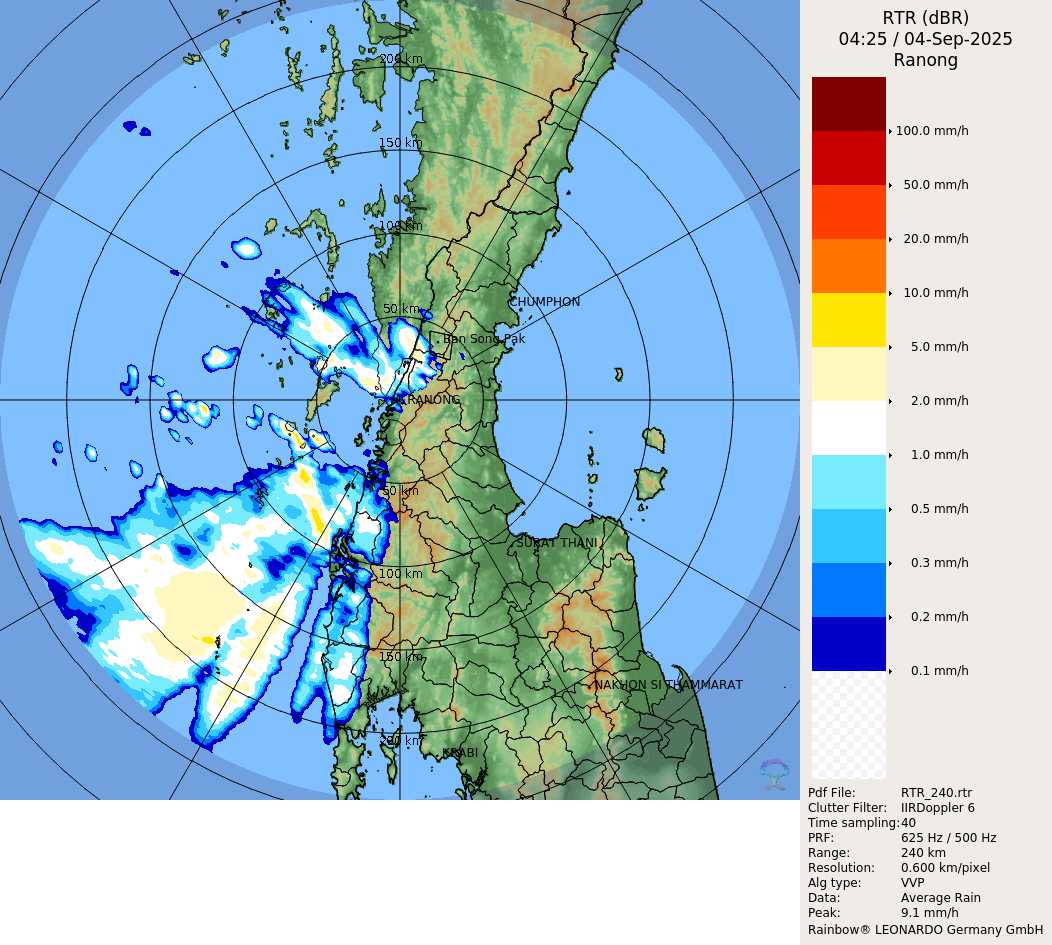 RTR (dBR)
04:25 / 04-Sep-2025
Ranong
200 km
150 km
100 km
50 km
CHUMPHON
Ban Song Pak
RANONG
50 km
SURAT THANI
100 km
150 km
NAKHON SI THAMMARAT
200 km
KRABI
100.0 mm/h
50.0 mm/h
20.0 mm/h
10.0 mm/h
5.0 mm/h
2.0 mm/h
1.0 mm/h
0.5 mm/h
0.3 mm/h
0.2 mm/h
0.1 mm/h
Pdf File: RTR_240.rtr
Clutter Filter: IIRDoppler 6
Time sampling: 40
PRF: 625 Hz / 500 Hz
Range: 240 km
Resolution: 0.600 km/pixel
Alg type: VVP
Data: Average Rain
Peak: 9.1 mm/h
Rainbow® LEONARDO Germany GmbH